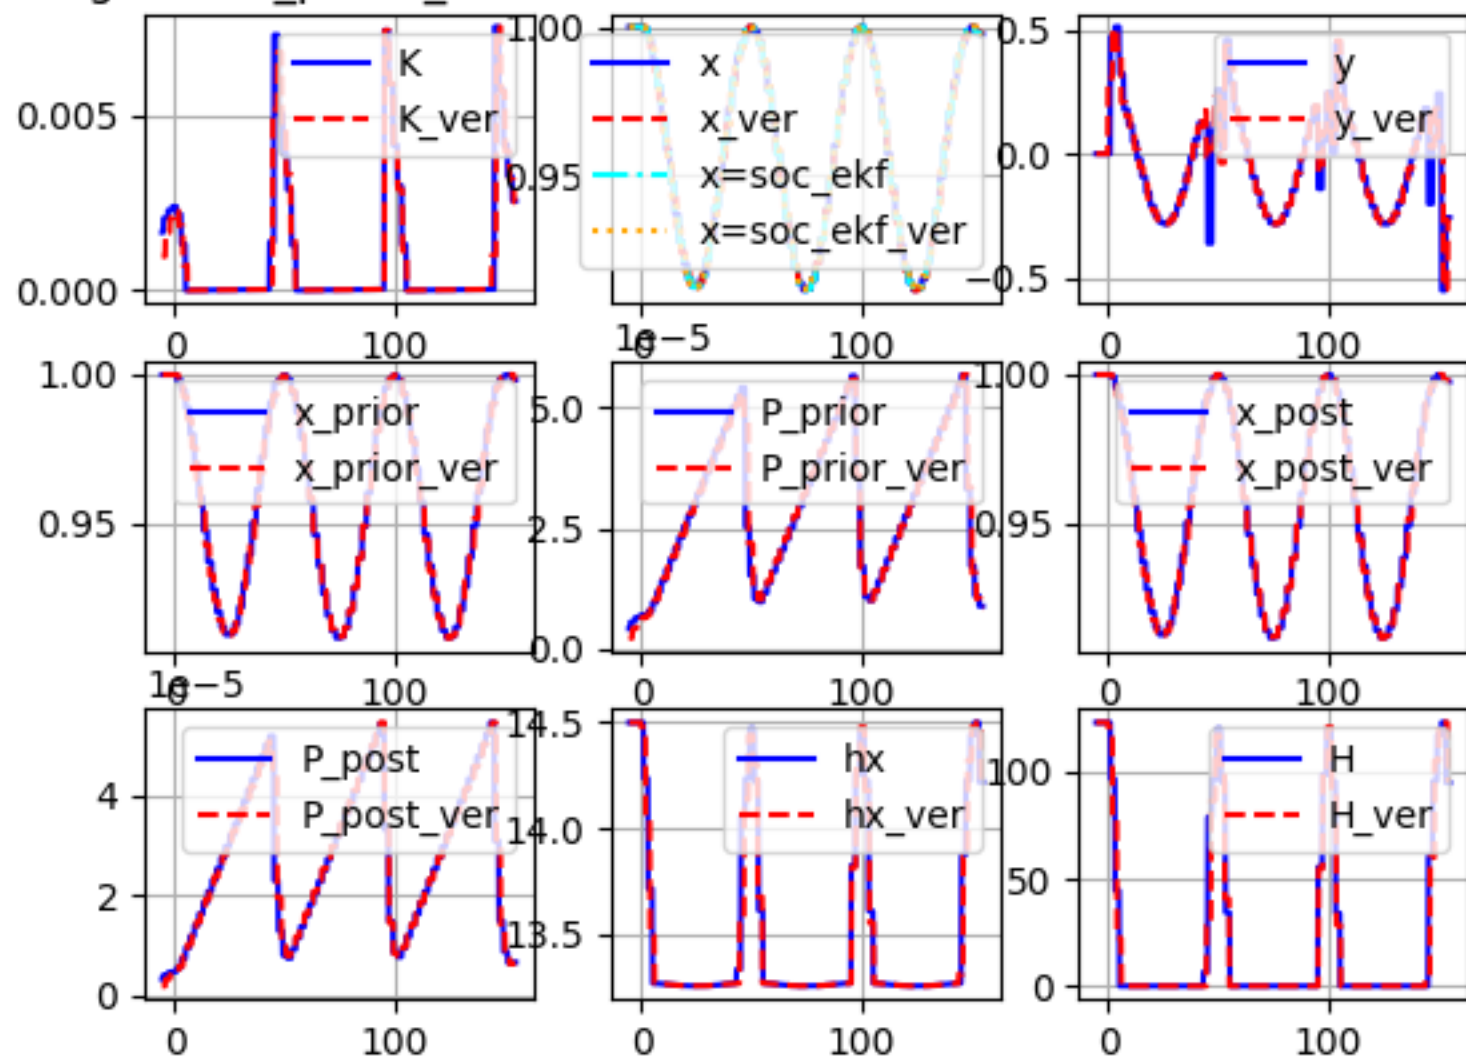 K
K_ver
0.005
0.000
0
100
1.00
x
x_ver
0.95
x=soc_ekf
x=soc_ekf_ver
0
100
0.5
y
0.0
y_ver
−0.5
0
100
1.00
x_prior
x_prior_ver
0.95
0
100
1e−5
5.0
P_prior
P_prior_ver
2.5
0.0
0
100
1.00
x_post
x_post_ver
0.95
0
100
1e−5
P_post
4
P_post_ver
2
0
0
100
14.5
hx
hx_ver
14.0
13.5
0
100
H
100
H_ver
50
0
0
100